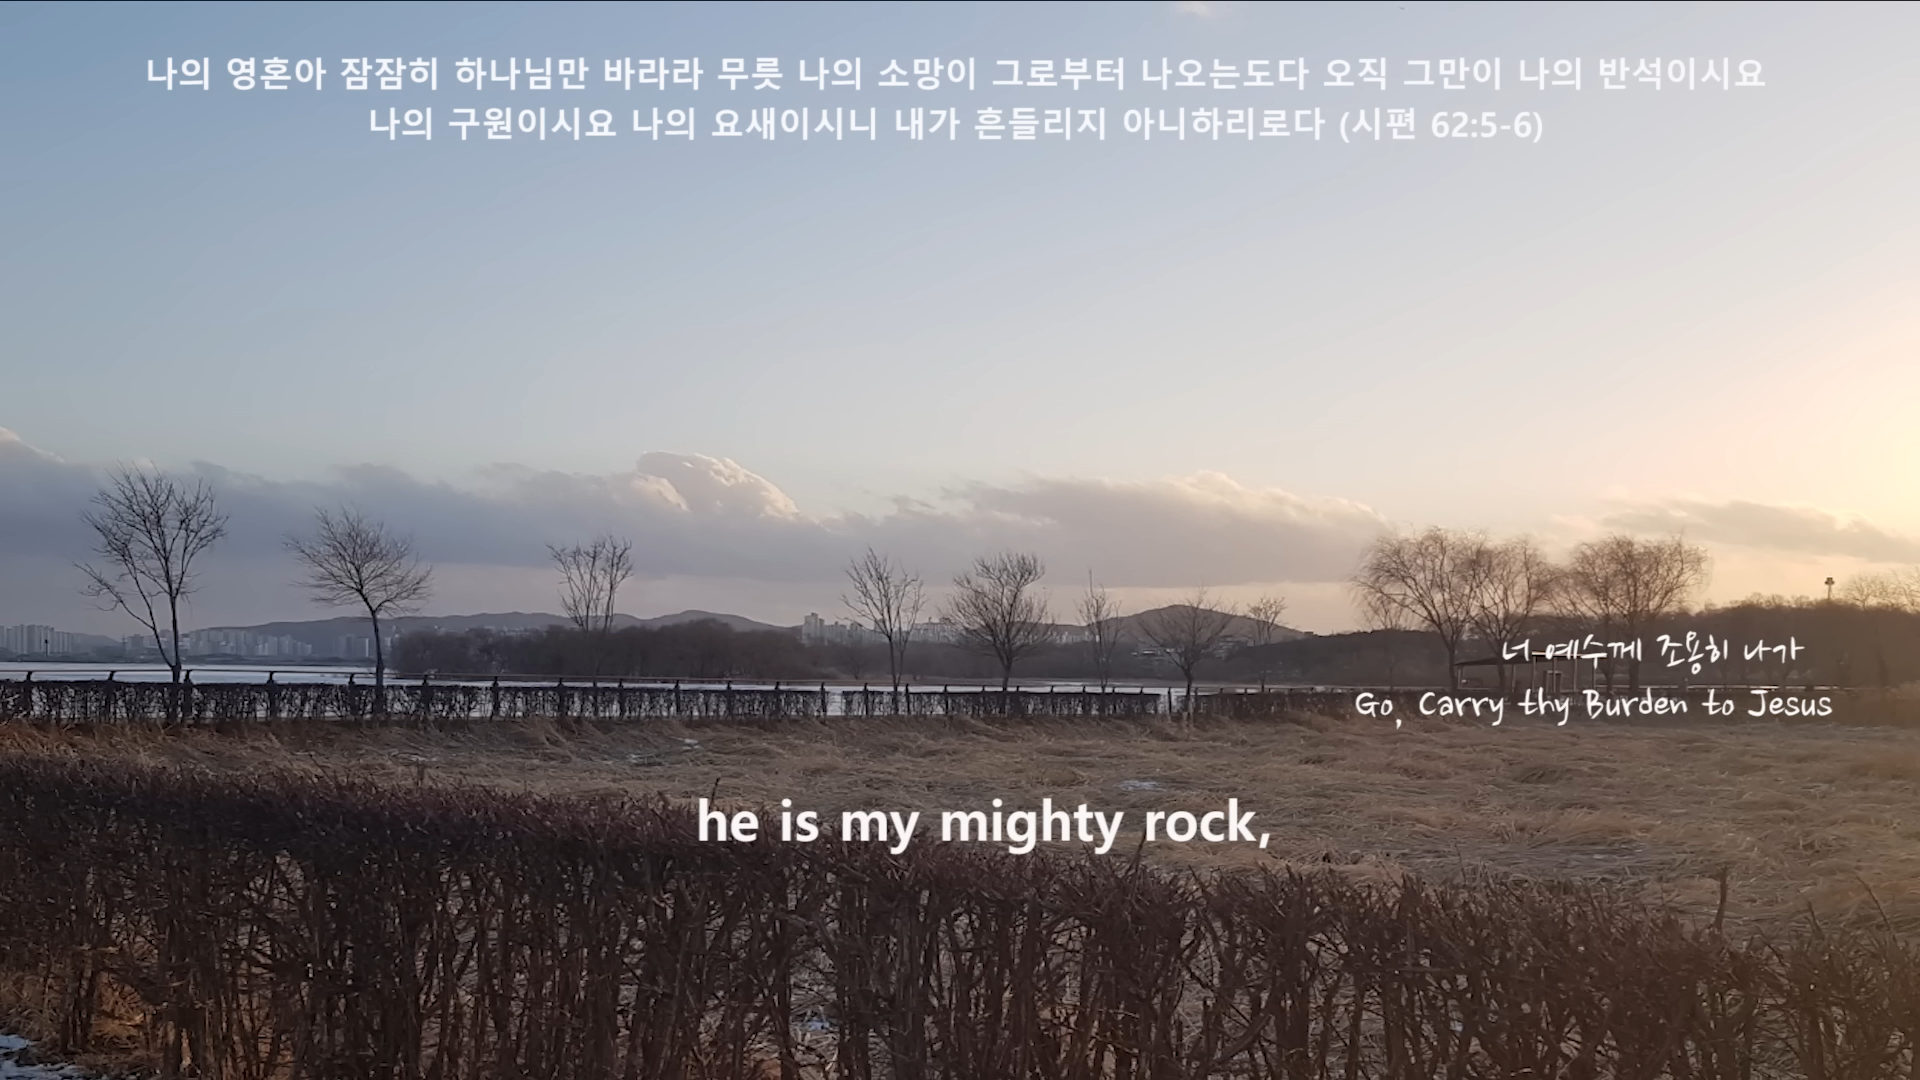 나의 영혼아 잠잠히 하나님만 바라라 무릇 나의 소망이 그로부터 나오는도다 오직 그만이 나의 반석이시요
나의 구원이시요 나의 요새이시니 내가 흔들리지 아니하리로다 (시편 62:5-6)
너 예수께 조용히 나가
Go, Carry thy Burden to Jesus
he is my mighty rock,